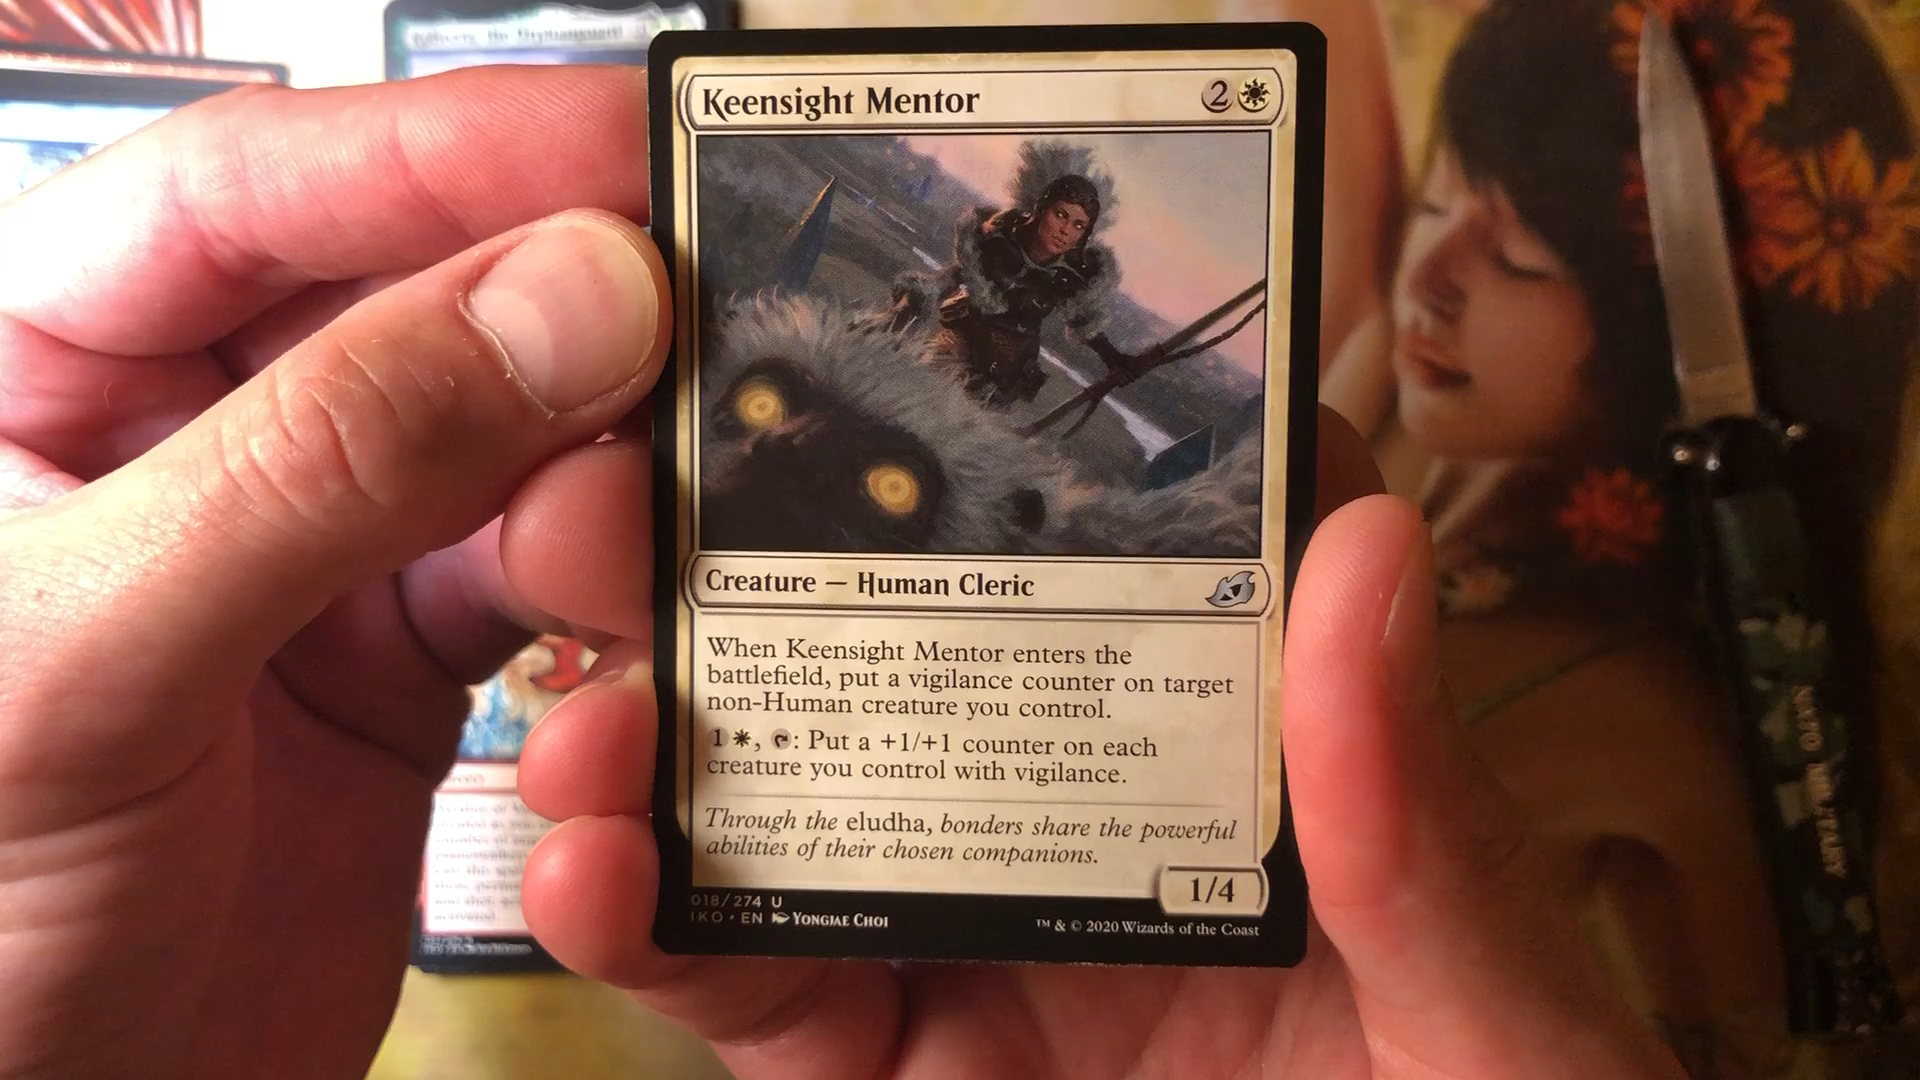 Keensight Mentor 2
Creature — Human Cleric
When Keensight Mentor enters the
battlefield, put a vigilance counter on target
non-Human creature you control.
1 , : Put a +1/+1 counter on each
creature you control with vigilance.
Through the eludha, bonders share the powerful
abilities of their chosen companions.
1/4
018/274 U
IKO • EN YONGJAE CHOI
™ & © 2020 Wizards of the Coast